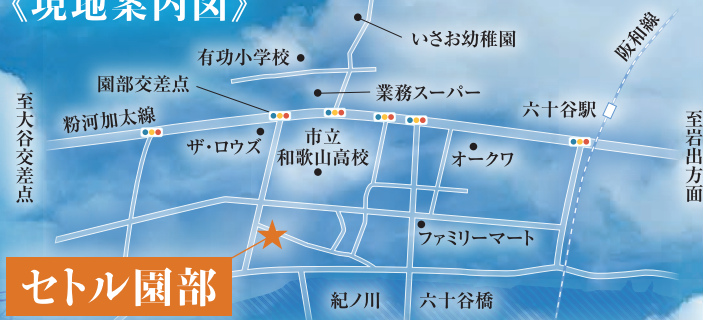 《現地案内図》
いさお幼稚園
阪和線
有功小学校
園部交差点
業務スーパー
六十谷駅
至大谷交差点
粉河加太線
至岩出方面
ザ・ロウズ
市立
和歌山高校
オークワ
ファミリーマート
セトル園部
紀ノ川
六十谷橋